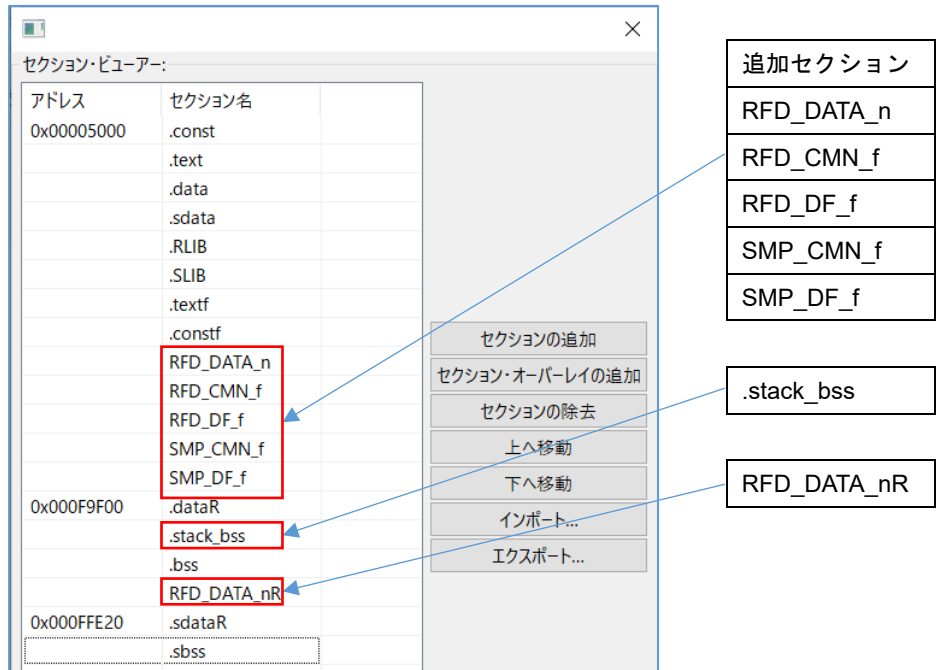 セクション・ビューアー:
アドレス セクション名
0x00005000 .const
.text
.data
.sdata
.RLIB
.SLIB
.textf
.constf
RFD_DATA_n
RFD_CMN_f
RFD_DF_f
SMP_CMN_f
SMP_DF_f
0x000F9F00 .dataR
.stack_bss
.bss
RFD_DATA_nR
0x000FFE20 .sdataR
.sbss
セクションの追加
セクション・オーバーレイの追加
セクションの除去
上へ移動
下へ移動
インポート...
エクスポート...
追加セクション
RFD_DATA_n
RFD_CMN_f
RFD_DF_f
SMP_CMN_f
SMP_DF_f
.stack_bss
RFD_DATA_nR